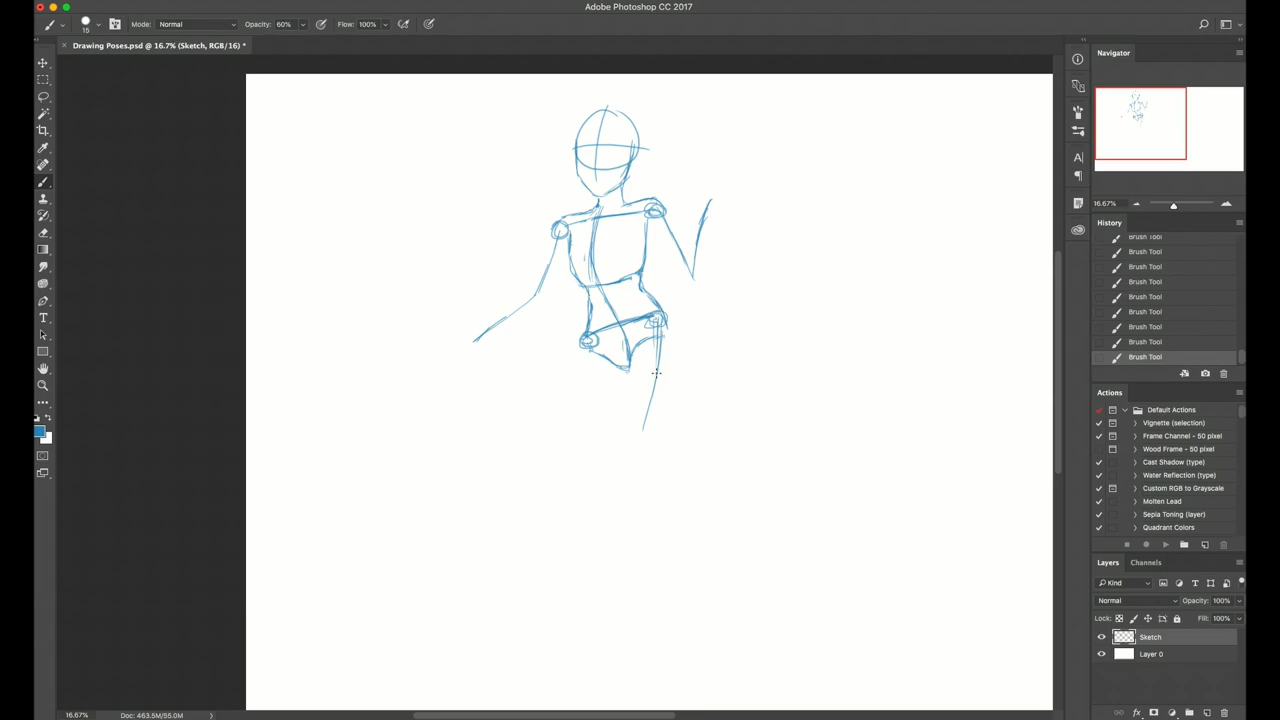 Adobe Photoshop CC 2017
15
Mode: Normal
Opacity: 60%
Flow: 100%
Drawing Poses.psd @ 16.7% (Sketch, RGB/16) *
Navigator
16.67%
History
Brush Tool
Brush Tool
Brush Tool
Brush Tool
Brush Tool
Brush Tool
Brush Tool
Brush Tool
Brush Tool
Actions
Default Actions
Vignette (selection)
Frame Channel - 50 pixel
Wood Frame - 50 pixel
Cast Shadow (type)
Water Reflection (type)
Custom RGB to Grayscale
Molten Lead
Sepia Toning (layer)
Quadrant Colors
Layers Channels
Kind
Normal Opacity: 100%
Lock: Fill: 100%
Sketch
Layer 0
fx
16.67% Doc: 463.5M/55.0M